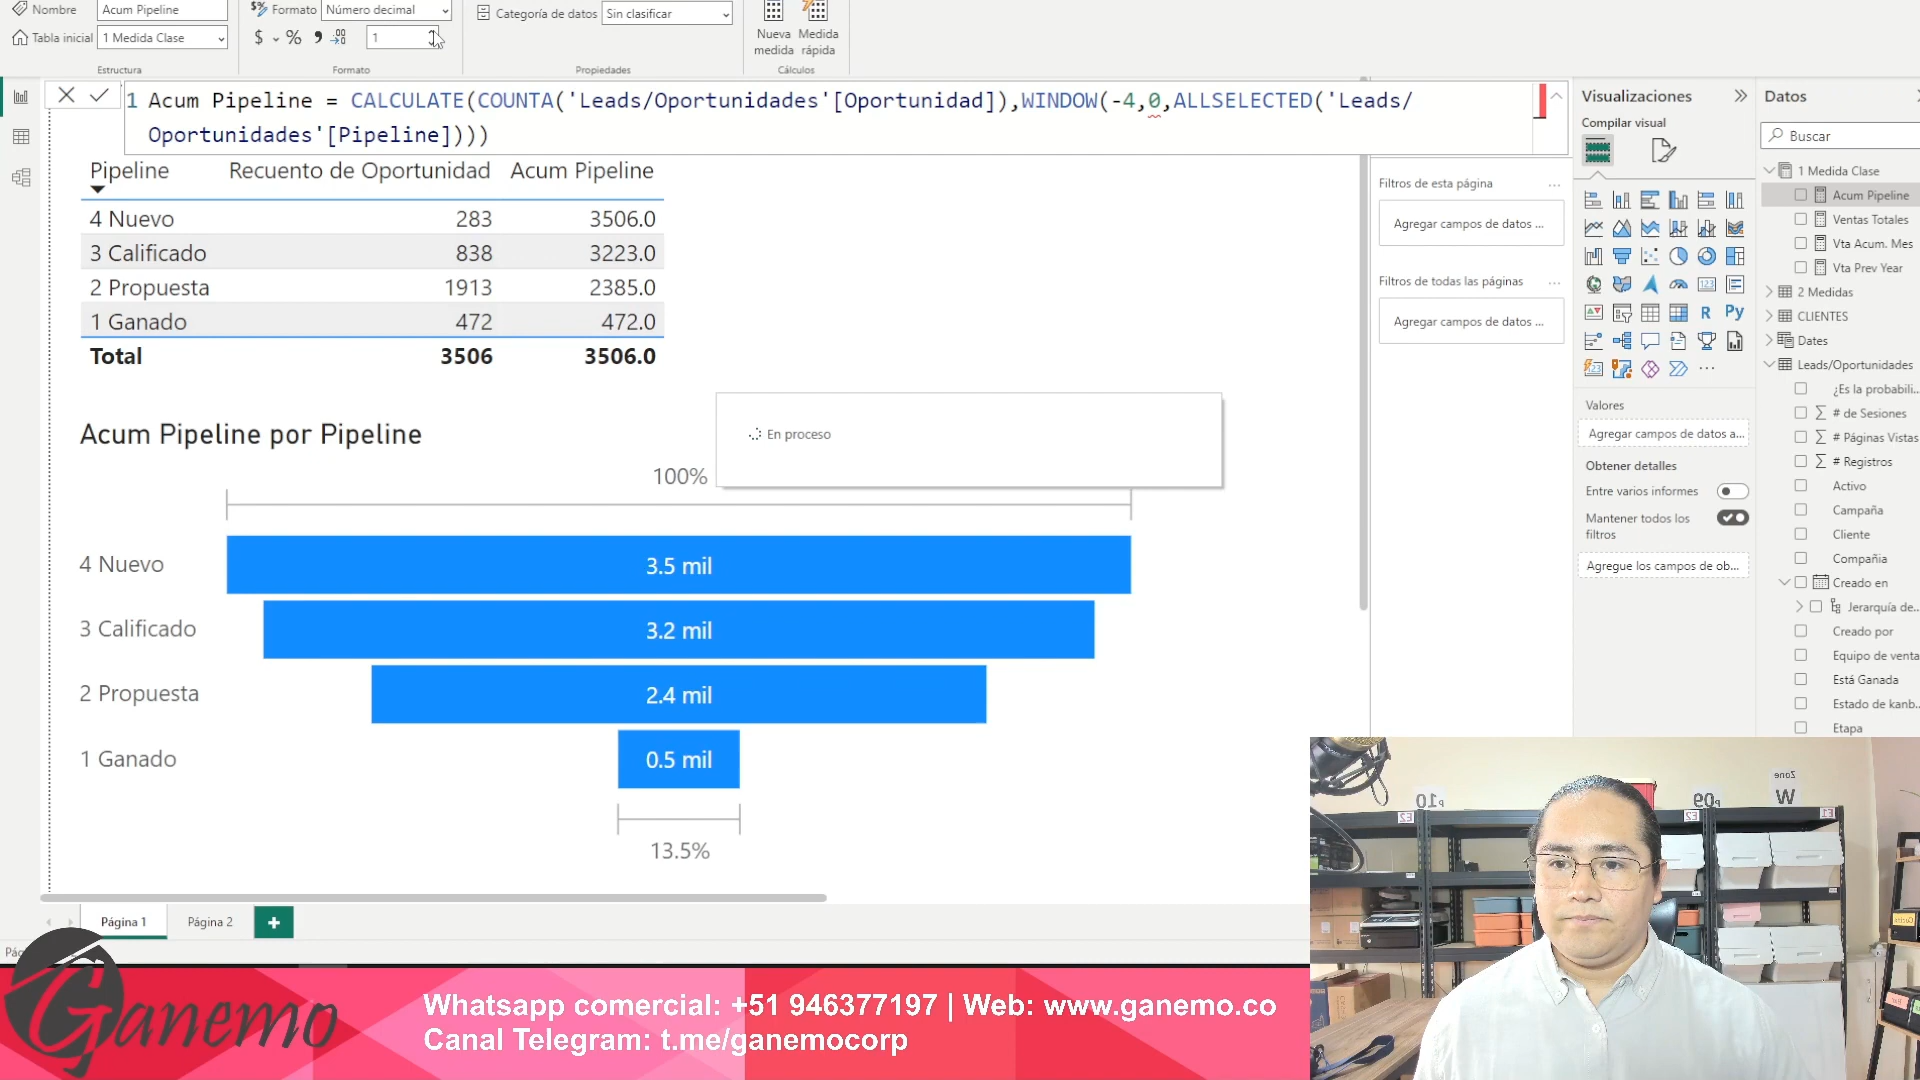 Nombre
Acum Pipeline
Formato
Número decimal
Categoría de datos
Sin clasificar
Tabla inicial
1 Medida Clase
$
%
1
Nueva medida
Medida rápida
Estructura
Formato
Propiedades
Cálculos
1 Acum Pipeline = CALCULATE(COUNTA('Leads/Oportunidades'[Oportunidad]),WINDOW(-4,0,ALLSELECTED('Leads/
Oportunidades'[Pipeline])))
Pipeline Recuento de Oportunidad Acum Pipeline
4 Nuevo 283 3506.0
3 Calificado 838 3223.0
2 Propuesta 1913 2385.0
1 Ganado 472 472.0
Total 3506 3506.0
En proceso
Acum Pipeline por Pipeline
100%
4 Nuevo 3.5 mil
3 Calificado 3.2 mil
2 Propuesta 2.4 mil
1 Ganado 0.5 mil
13.5%
Filtros de esta página ...
Agregar campos de datos ...
Filtros de todas las páginas ...
Agregar campos de datos ...
Visualizaciones
Compilar visual
R
Py
123
...
Valores
Agregar campos de datos a...
Obtener detalles
Entre varios informes
Mantener todos los
filtros
Agregue los campos de ob...
Datos
Buscar
1 Medida Clase
Acum Pipeline
Ventas Totales
Vta Acum. Mes
Vta Prev Year
2 Medidas
CLIENTES
Dates
Leads/Oportunidades
¿Es la probabili...
# de Sesiones
# Páginas Vistas
# Registros
Activo
Campaña
Cliente
Compañia
Creado en
Jerarquía de...
Creado por
Equipo de venta
Está Ganada
Estado de kanb...
Etapa
Página 1
Página 2
+
Ganemo
Whatsapp comercial: +51 946377197 | Web: www.ganemo.co
Canal Telegram: t.me/ganemocorp
Zone
W
P10
P09
E2
E2
E1